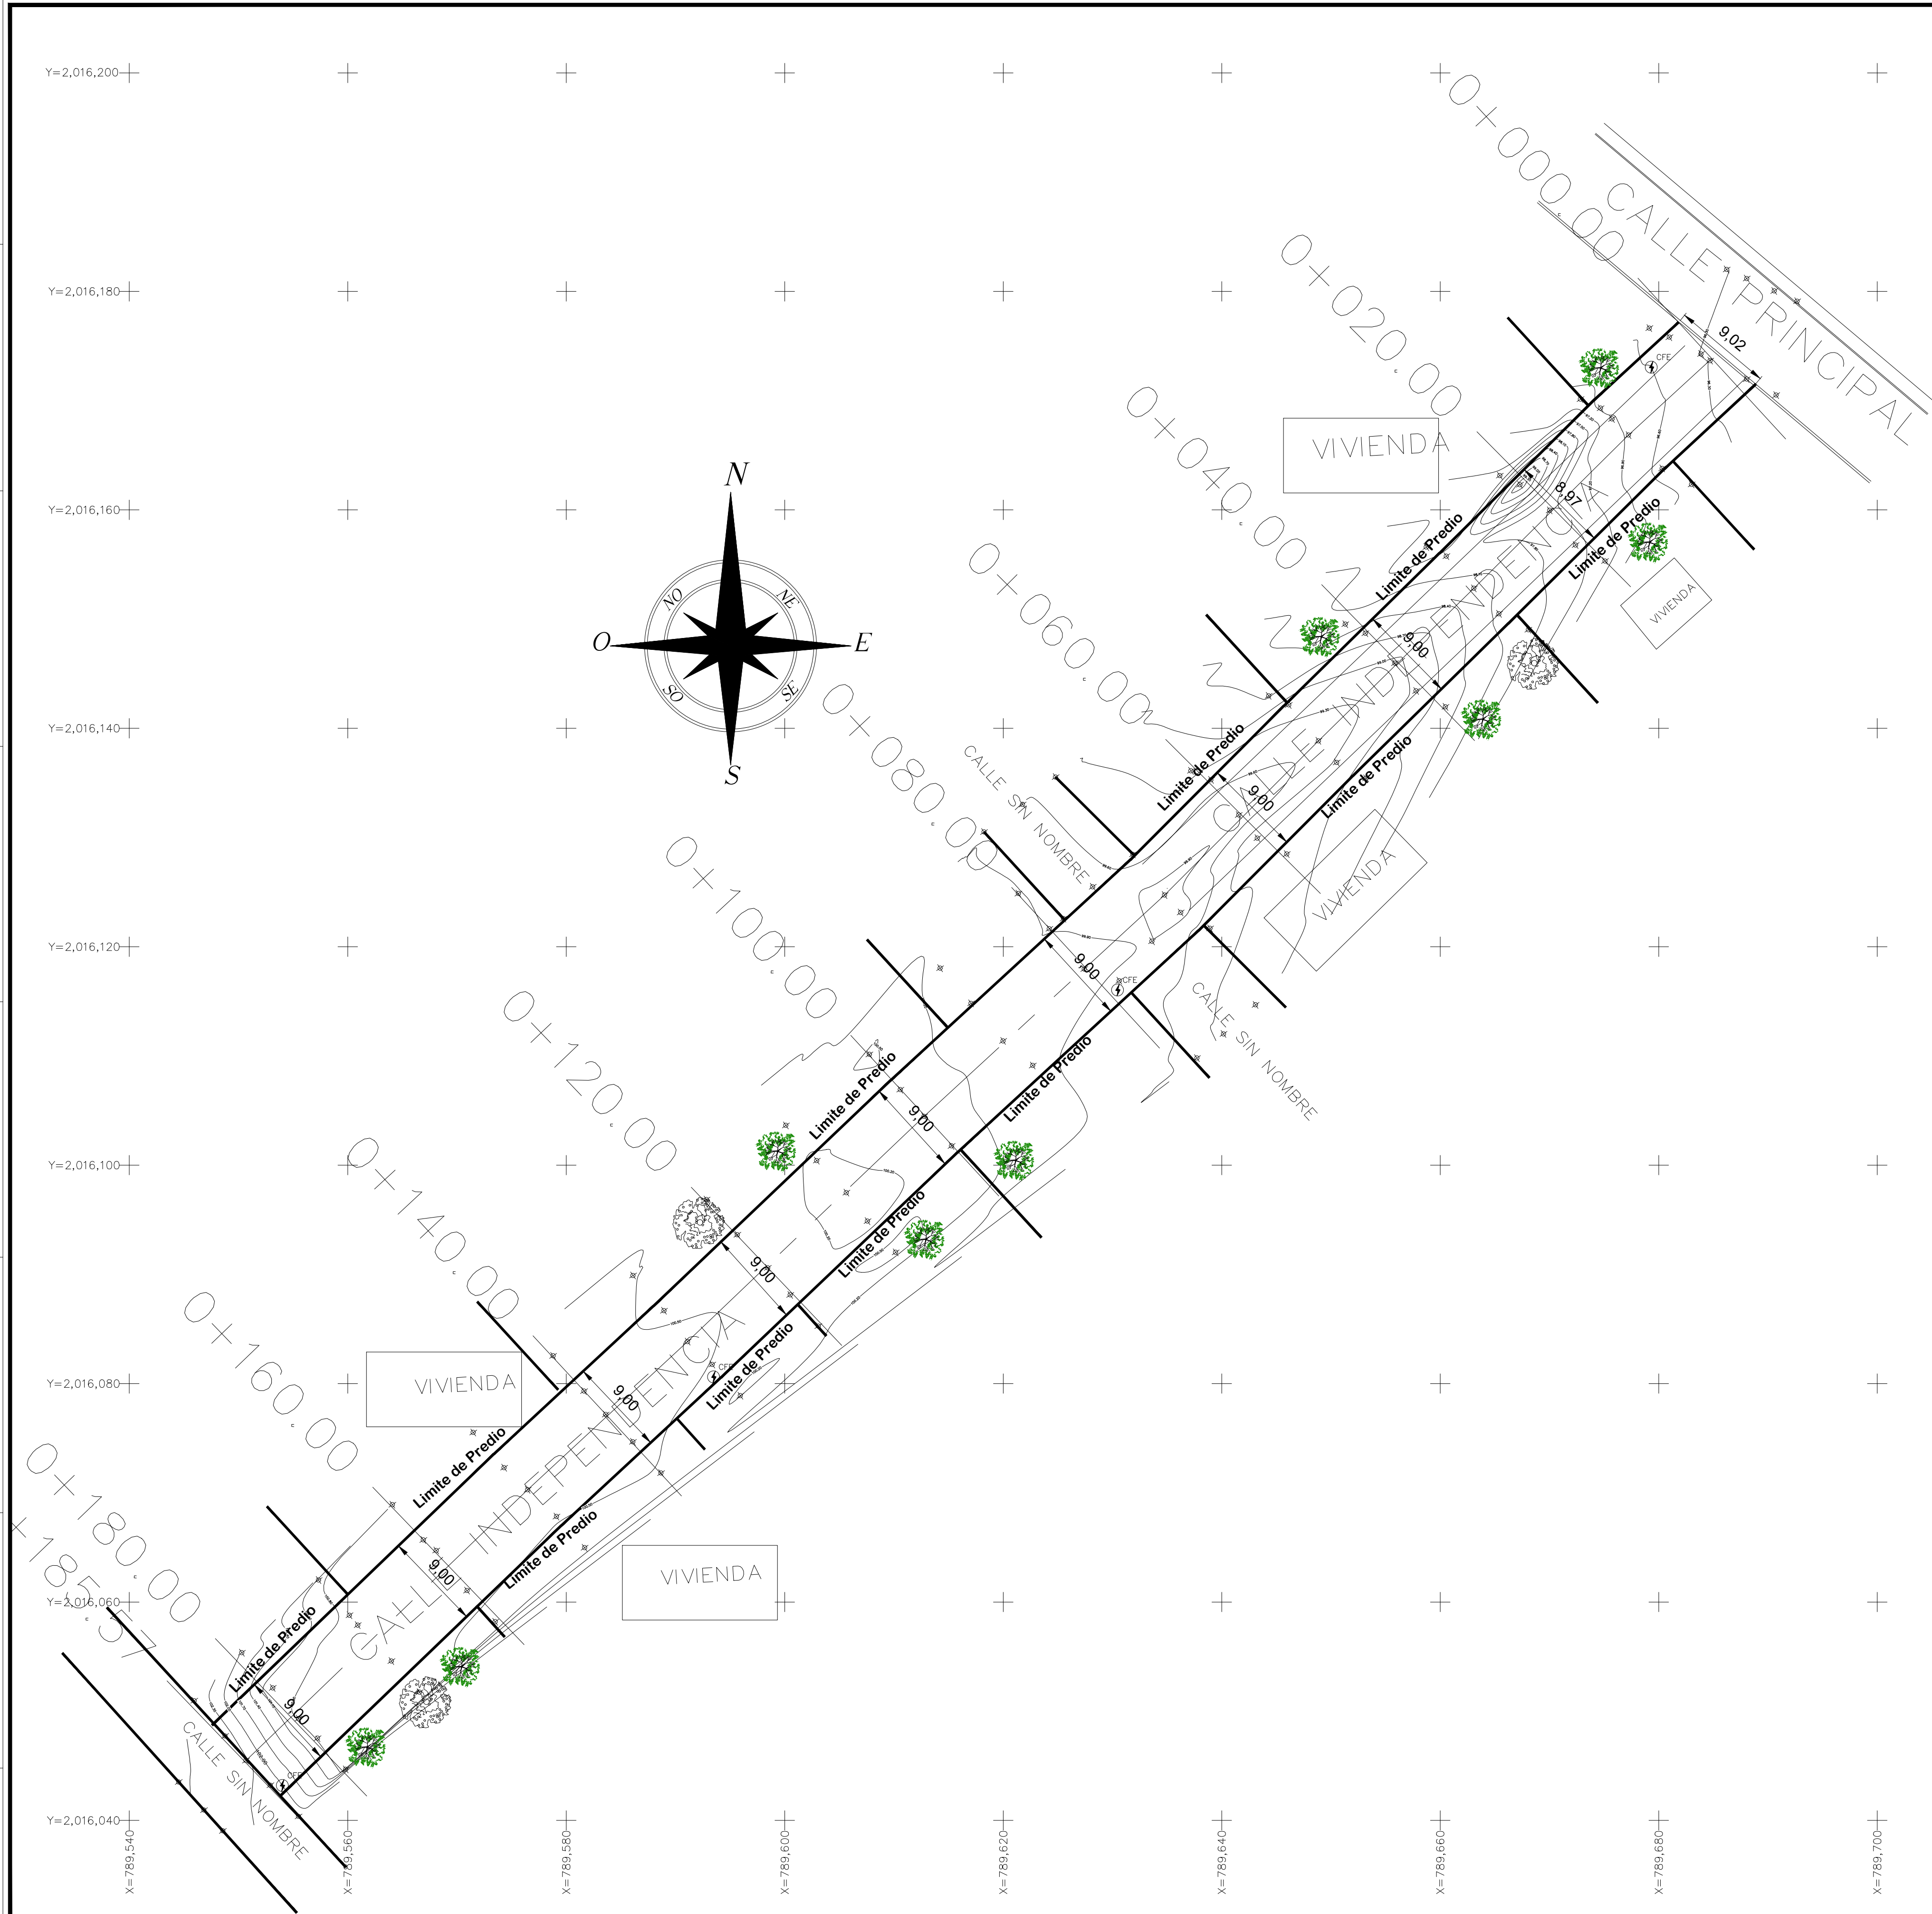 Y=2,016,200
0+000.00
CALLE PRINCIPAL
Y=2,016,180
0+020.00
9,02
CFE
0+040.00
VIVIENDA
N
NO
NE
O
E
SO
SE
S
Y=2,016,160
8,97
Limite de Predio
Limite de Predio
VIVIENDA
0+060.00
9,00
CALLE INDEPENDENCIA
Y=2,016,140
0+080.00
CALLE SIN NOMBRE
Limite de Predio
9,00
Limite de Predio
VIVIENDA
0+100.00
Y=2,016,120
9,00
CFE
CALLE SIN NOMBRE
0+120.00
Limite de Predio
9,00
Limite de Predio
Y=2,016,100
0+140.00
Limite de Predio
9,00
Limite de Predio
0+160.00
Y=2,016,080
VIVIENDA
9,00
CFE
Limite de Predio
CALLE INDEPENDENCIA
0+180.00
Limite de Predio
9,00
VIVIENDA
Y=2,016,060
+185.37
Limite de Predio
9,00
CALLE SIN NOMBRE
CFE
Y=2,016,040
X=789,540
X=789,560
X=789,580
X=789,600
X=789,620
X=789,640
X=789,660
X=789,680
X=789,700